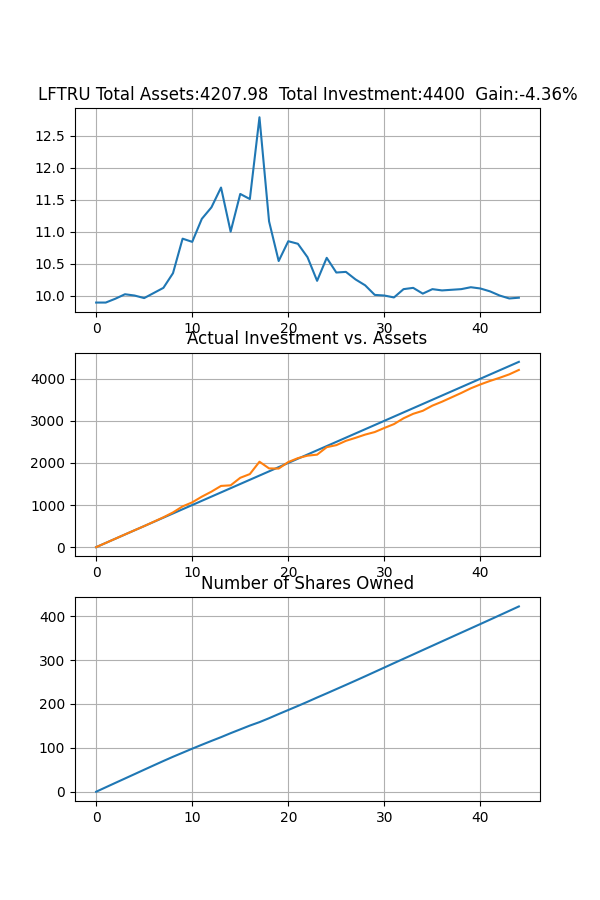 LFTRU Total Assets:4207.98  Total Investment:4400  Gain:-4.36%
12.5
12.0
11.5
11.0
10.5
10.0
0 10 20 30 40
Actual Investment vs. Assets
4000
3000
2000
1000
0
0 10 20 30 40
Number of Shares Owned
400
300
200
100
0
0 10 20 30 40